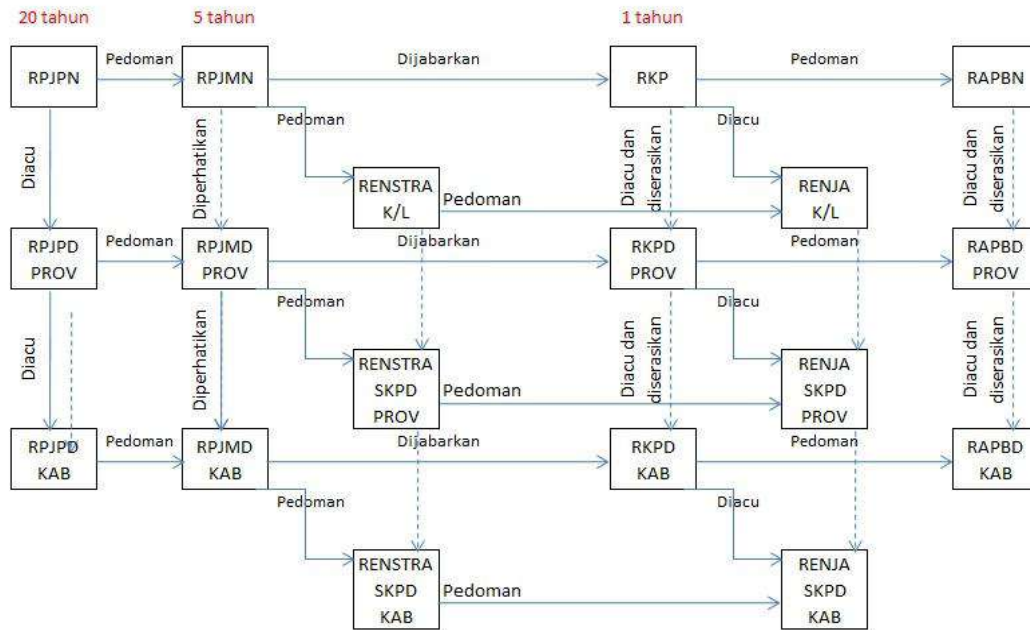 20 tahun
5 tahun
1 tahun
RPJPN
Pedoman
RPJMN
Dijabarkan
RKP
Pedoman
RAPBN
Diacu
Diperhatikan
Pedoman
Diacu dan
diserasikan
Diacu
Diacu dan
diserasikan
RENSTRA
K/L
Pedoman
RENJA
K/L
RPJPD
PROV
Pedoman
RPJMD
PROV
Dijabarkan
RKPD
PROV
Pedoman
RAPBD
PROV
Diacu
Diperhatikan
Pedoman
Diacu dan
diserasikan
Diacu
Diacu dan
diserasikan
RENSTRA
SKPD
PROV
Pedoman
RENJA
SKPD
PROV
RPJPD
KAB
Pedoman
RPJMD
KAB
Dijabarkan
RKPD
KAB
Pedoman
RAPBD
KAB
Pedoman
Diacu
RENSTRA
SKPD
KAB
Pedoman
RENJA
SKPD
KAB